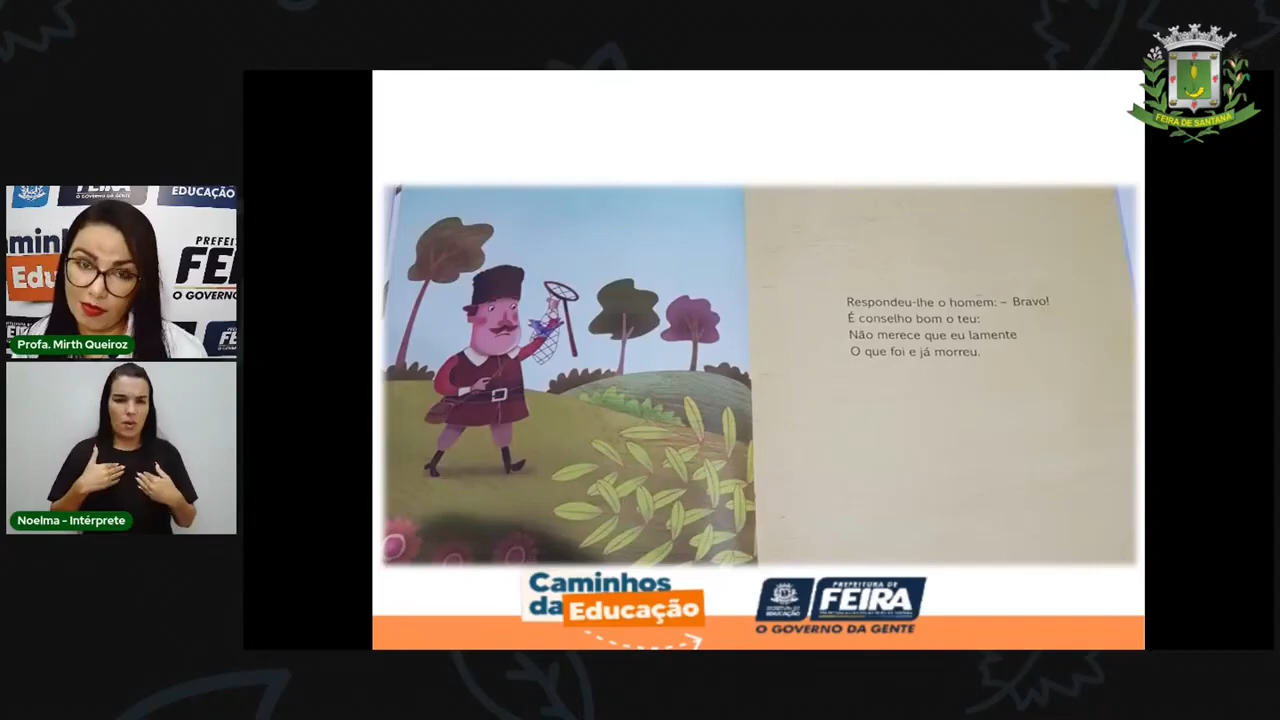 FEIRA DE SANTANA
FEIRA
O GOVERNO DA GENTE
EDUCAÇÃO
FE
O GOVERNO
Profa. Mirth Queiroz
Noelma - Intérprete
Respondeu-lhe o homem: – Bravo!
É conselho bom o teu:
Não merece que eu lamente
O que foi e já morreu.
Caminhos
da Educação
PREFEITURA DE
FEIRA
O GOVERNO DA GENTE